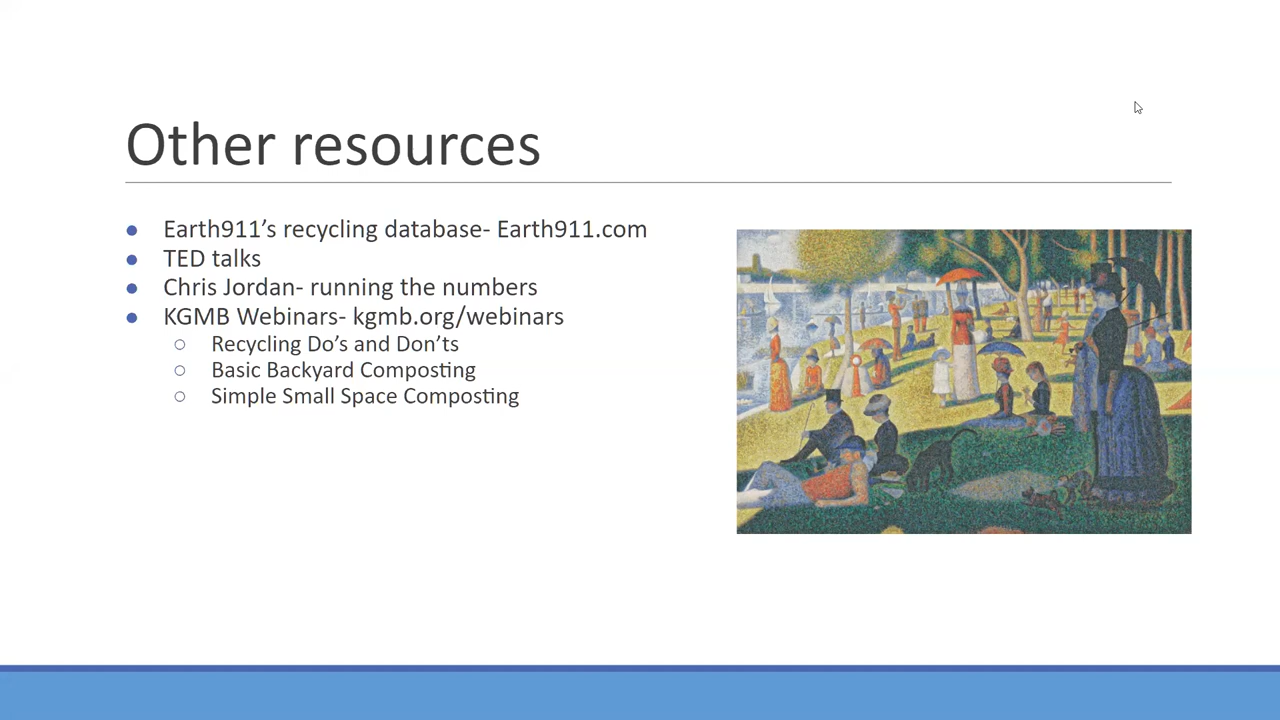 Other resources
Earth911’s recycling database- Earth911.com
TED talks
Chris Jordan- running the numbers
KGMB Webinars- kgmb.org/webinars
Recycling Do’s and Don’ts
Basic Backyard Composting
Simple Small Space Composting